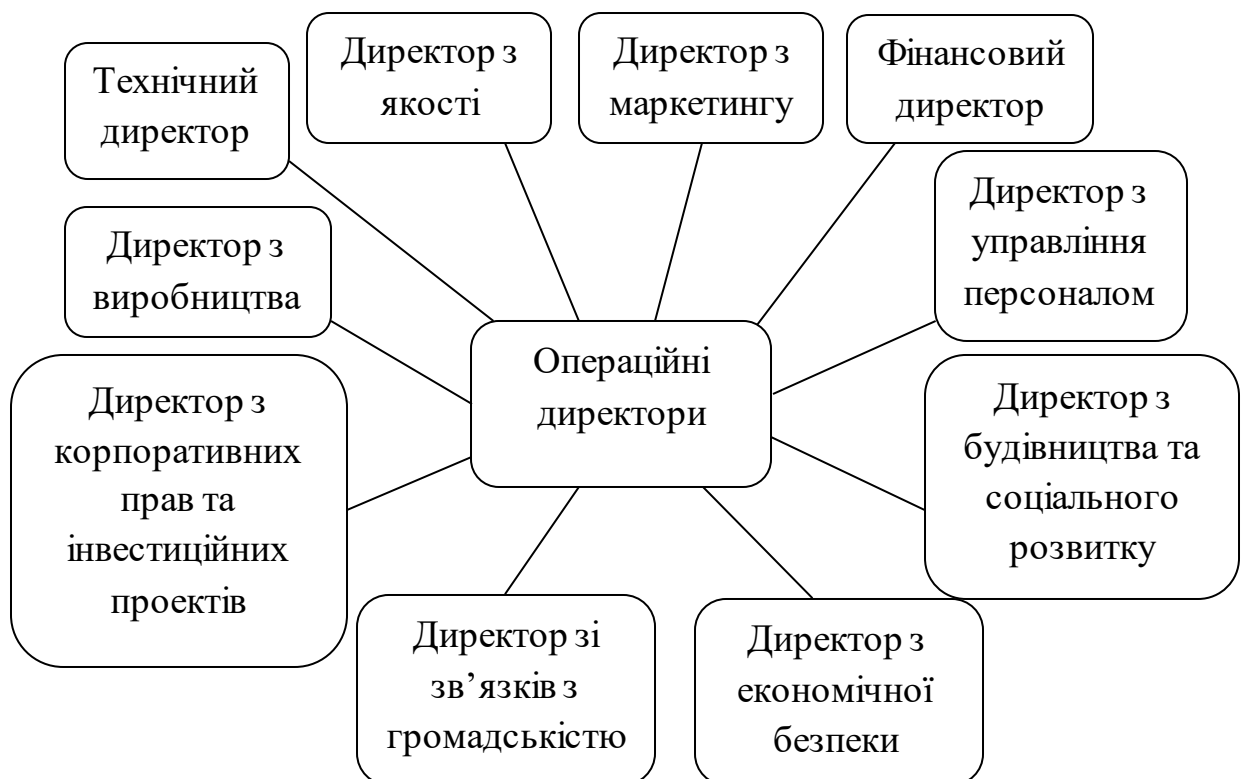 Технічний
директор
Директор з
якості
Директор з
маркетингу
Фінансовий
директор
Директор з
управління
персоналом
Директор з
виробництва
Операційні
директори
Директор з
корпоративних
прав та
інвестиційних
проектів
Директор з
будівництва та
соціального
розвитку
Директор зі
зв’язків з
громадськістю
Директор з
економічної
безпеки